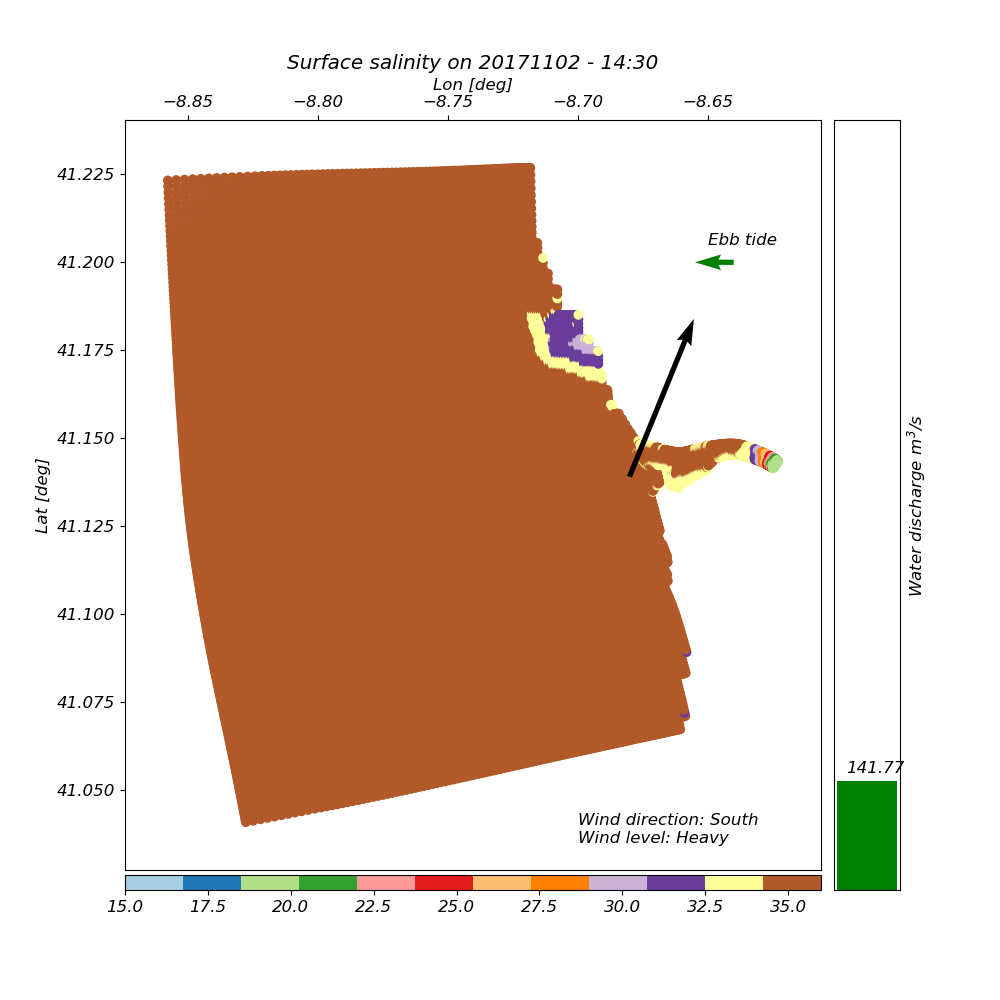 Surface salinity on 20171102 - 14:30
Lon [deg]
−8.85 −8.80 −8.75 −8.70 −8.65
41.225
41.200
41.175
41.150
41.125
41.100
41.075
41.050
Lat [deg]
Ebb tide
Wind direction: South
Wind level: Heavy
141.77
Water discharge m³/s
15.0 17.5 20.0 22.5 25.0 27.5 30.0 32.5 35.0